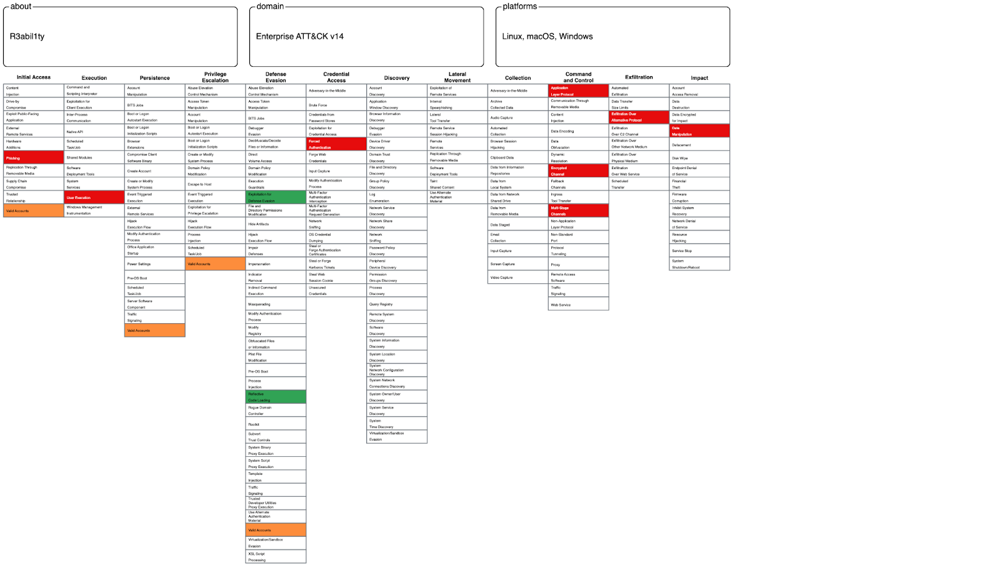 about
R3abil1ty
domain
Enterprise ATT&CK v14
platforms
Linux, macOS, Windows
Initial Access
Content
Injection
Drive-by
Compromise
Exploit Public-Facing
Application
External
Remote Services
Hardware
Additions
Phishing
Replication Through
Removable Media
Supply Chain
Compromise
Trusted
Relationship
Valid Accounts
Execution
Command and
Scripting Interpreter
Exploitation for
Client Execution
Inter-Process
Communication
Native API
Scheduled
Task/Job
Shared Modules
Software
Deployment Tools
System
Services
User Execution
Windows Management
Instrumentation
Persistence
Account
Manipulation
BITS Jobs
Boot or Logon
Autostart Execution
Boot or Logon
Initialization Scripts
Browser
Extensions
Compromise Client
Software Binary
Create Account
Create or Modify
System Process
Event Triggered
Execution
External
Remote Services
Hijack
Execution Flow
Modify Authentication
Process
Office Application
Startup
Power Settings
Pre-OS Boot
Scheduled
Task/Job
Server Software
Component
Traffic
Signaling
Valid Accounts
Privilege
Escalation
Abuse Elevation
Control Mechanism
Access Token
Manipulation
Account
Manipulation
Boot or Logon
Autostart Execution
Boot or Logon
Initialization Scripts
Create or Modify
System Process
Domain Policy
Modification
Escape to Host
Event Triggered
Execution
Exploitation for
Privilege Escalation
Hijack
Execution Flow
Process
Injection
Scheduled
Task/Job
Valid Accounts
Defense
Evasion
Abuse Elevation
Control Mechanism
Access Token
Manipulation
BITS Jobs
Debugger
Evasion
Deobfuscate/Decode
Files or Information
Direct
Volume Access
Domain Policy
Modification
Execution
Guardrails
Exploitation for
Defense Evasion
File and
Directory Permissions
Modification
Hide Artifacts
Hijack
Execution Flow
Impair
Defenses
Impersonation
Indicator
Removal
Indirect Command
Execution
Masquerading
Modify Authentication
Process
Modify
Registry
Obfuscated Files
or Information
Plist File
Modification
Pre-OS Boot
Process
Injection
Reflective
Code Loading
Rogue Domain
Controller
Rootkit
Subvert
Trust Controls
System Binary
Proxy Execution
System Script
Proxy Execution
Template
Injection
Traffic
Signaling
Trusted
Developer Utilities
Proxy Execution
Use Alternate
Authentication
Material
Valid Accounts
Virtualization/Sandbox
Evasion
XSL Script
Processing
Credential
Access
Adversary-in-the-Middle
Brute Force
Credentials from
Password Stores
Exploitation for
Credential Access
Forced
Authentication
Forge Web
Credentials
Input Capture
Modify Authentication
Process
Multi-Factor
Authentication
Interception
Multi-Factor
Authentication
Request Generation
Network
Sniffing
OS Credential
Dumping
Steal or
Forge Authentication
Certificates
Steal or Forge
Kerberos Tickets
Steal Web
Session Cookie
Unsecured
Credentials
Discovery
Account
Discovery
Application
Window Discovery
Browser Information
Discovery
Debugger
Evasion
Device Driver
Discovery
Domain Trust
Discovery
File and Directory
Discovery
Group Policy
Discovery
Log
Enumeration
Network Service
Discovery
Network Share
Discovery
Network
Sniffing
Password Policy
Discovery
Peripheral
Device Discovery
Permission
Groups Discovery
Process
Discovery
Query Registry
Remote System
Discovery
Software
Discovery
System Information
Discovery
System Location
Discovery
System
Network Configuration
Discovery
System Network
Connections Discovery
System Owner/User
Discovery
System Service
Discovery
System
Time Discovery
Virtualization/Sandbox
Evasion
Lateral
Movement
Exploitation of
Remote Services
Internal
Spearphishing
Lateral
Tool Transfer
Remote Service
Session Hijacking
Remote
Services
Replication Through
Removable Media
Software
Deployment Tools
Taint
Shared Content
Use Alternate
Authentication
Material
Collection
Adversary-in-the-Middle
Archive
Collected Data
Audio Capture
Automated
Collection
Browser Session
Hijacking
Clipboard Data
Data from Information
Repositories
Data from
Local System
Data from Network
Shared Drive
Data from
Removable Media
Data Staged
Email
Collection
Input Capture
Screen Capture
Video Capture
Command
and Control
Application
Layer Protocol
Communication Through
Removable Media
Content
Injection
Data Encoding
Data
Obfuscation
Dynamic
Resolution
Encrypted
Channel
Fallback
Channels
Ingress
Tool Transfer
Multi-Stage
Channels
Non-Application
Layer Protocol
Non-Standard
Port
Protocol
Tunneling
Proxy
Remote Access
Software
Traffic
Signaling
Web Service
Exfiltration
Automated
Exfiltration
Data Transfer
Size Limits
Exfiltration Over
Alternative Protocol
Exfiltration
Over C2 Channel
Exfiltration Over
Other Network Medium
Exfiltration Over
Physical Medium
Exfiltration
Over Web Service
Scheduled
Transfer
Impact
Account
Access Removal
Data
Destruction
Data Encrypted
for Impact
Data
Manipulation
Defacement
Disk Wipe
Endpoint Denial
of Service
Financial
Theft
Firmware
Corruption
Inhibit System
Recovery
Network Denial
of Service
Resource
Hijacking
Service Stop
System
Shutdown/Reboot